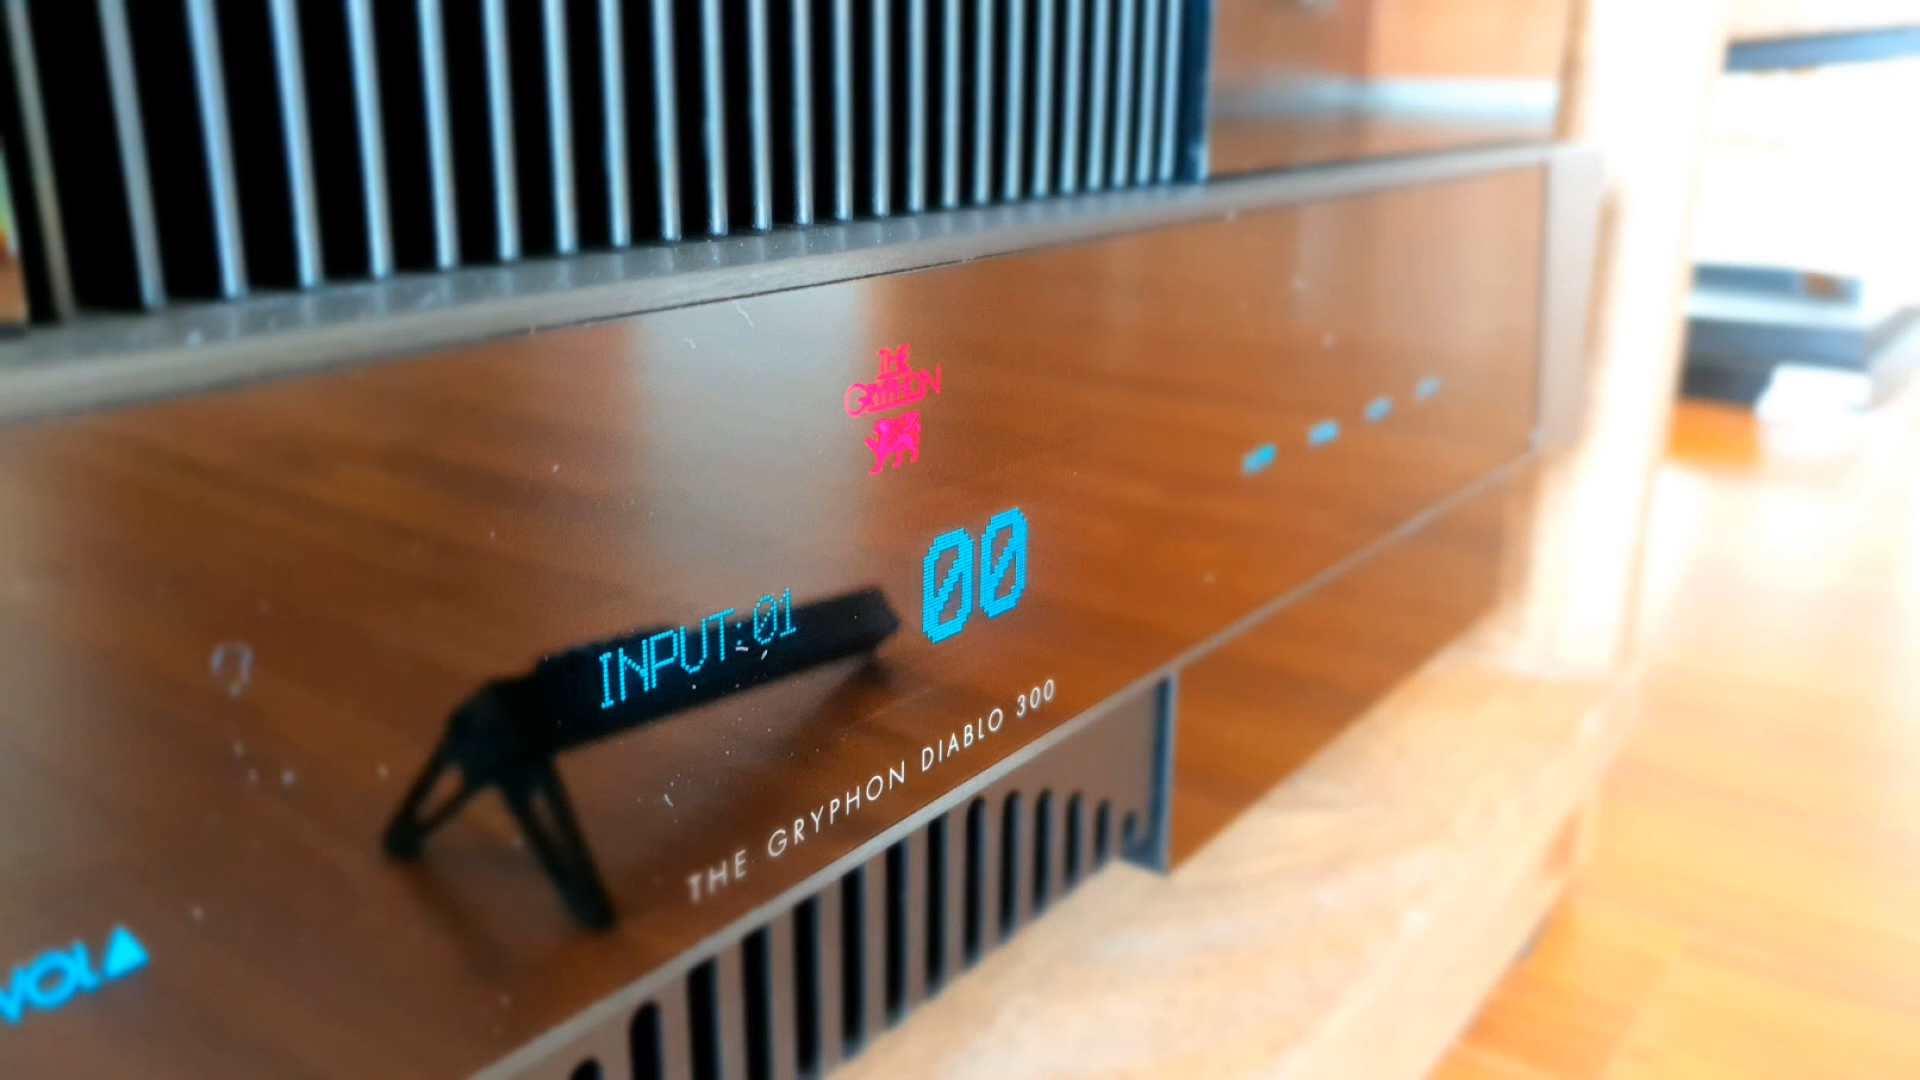 THE
GRYPHON
INPUT:01
00
THE GRYPHON DIABLO 300
VOL